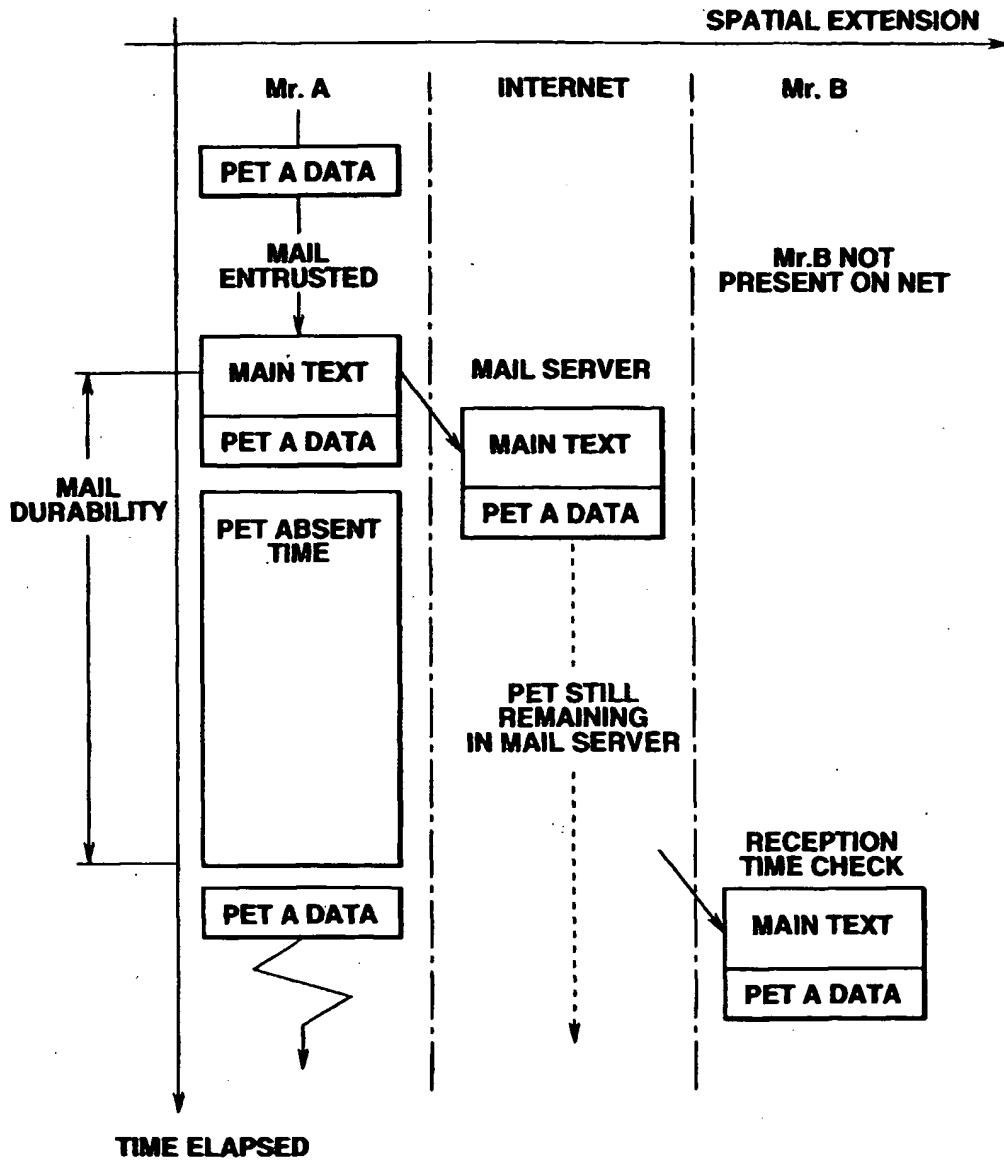 SPATIAL EXTENSION
Mr. A
INTERNET
Mr. B
PET A DATA
MAIL
ENTRUSTED
Mr.B NOT
PRESENT ON NET
MAIN TEXT
PET A DATA
MAIL SERVER
MAIN TEXT
PET A DATA
MAIL
DURABILITY
PET ABSENT
TIME
PET STILL
REMAINING
IN MAIL SERVER
RECEPTION
TIME CHECK
MAIN TEXT
PET A DATA
PET A DATA
TIME ELAPSED